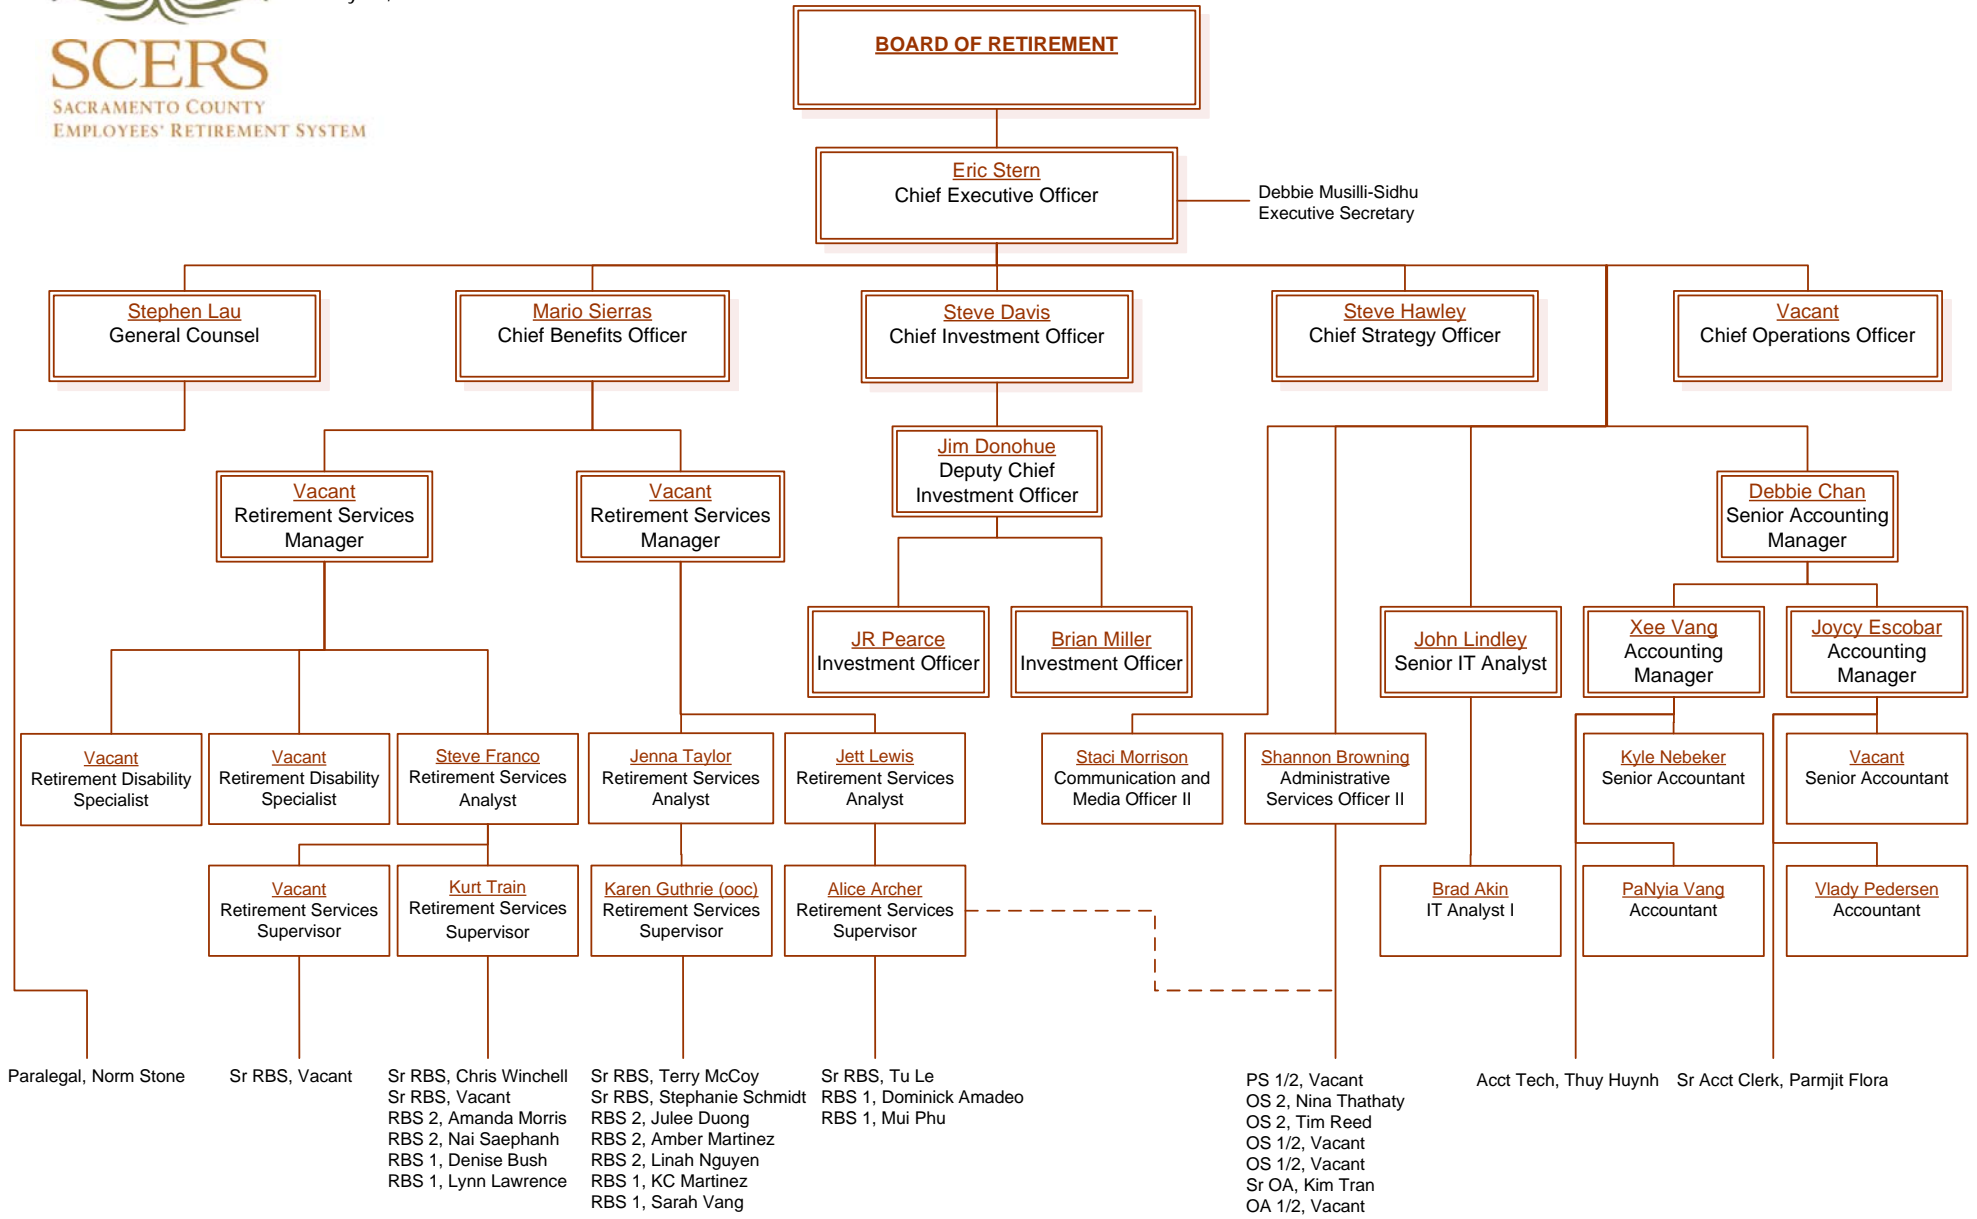 SCERS
SACRAMENTO COUNTY
EMPLOYEES' RETIREMENT SYSTEM
BOARD OF RETIREMENT
Eric Stern
Chief Executive Officer
Debbie Musilli-Sidhu
Executive Secretary
Stephen Lau
General Counsel
Mario Sierras
Chief Benefits Officer
Steve Davis
Chief Investment Officer
Steve Hawley
Chief Strategy Officer
Vacant
Chief Operations Officer
Jim Donohue
Deputy Chief
Investment Officer
Vacant
Retirement Services
Manager
Vacant
Retirement Services
Manager
Debbie Chan
Senior Accounting
Manager
JR Pearce
Investment Officer
Brian Miller
Investment Officer
John Lindley
Senior IT Analyst
Xee Vang
Accounting
Manager
Joycy Escobar
Accounting
Manager
Vacant
Retirement Disability
Specialist
Vacant
Retirement Disability
Specialist
Steve Franco
Retirement Services
Analyst
Jenna Taylor
Retirement Services
Analyst
Jett Lewis
Retirement Services
Analyst
Staci Morrison
Communication and
Media Officer II
Shannon Browning
Administrative
Services Officer II
Kyle Nebeker
Senior Accountant
Vacant
Senior Accountant
Vacant
Retirement Services
Supervisor
Kurt Train
Retirement Services
Supervisor
Karen Guthrie (ooc)
Retirement Services
Supervisor
Alice Archer
Retirement Services
Supervisor
Brad Akin
IT Analyst I
PaNyia Vang
Accountant
Vlady Pedersen
Accountant
Paralegal, Norm Stone
Sr RBS, Vacant
Sr RBS, Chris Winchell
Sr RBS, Vacant
RBS 2, Amanda Morris
RBS 2, Nai Saephanh
RBS 1, Denise Bush
RBS 1, Lynn Lawrence
Sr RBS, Terry McCoy
Sr RBS, Stephanie Schmidt
RBS 2, Julee Duong
RBS 2, Amber Martinez
RBS 2, Linah Nguyen
RBS 1, KC Martinez
RBS 1, Sarah Vang
Sr RBS, Tu Le
RBS 1, Dominick Amadeo
RBS 1, Mui Phu
PS 1/2, Vacant
OS 2, Nina Thathaty
OS 2, Tim Reed
OS 1/2, Vacant
OS 1/2, Vacant
Sr OA, Kim Tran
OA 1/2, Vacant
Acct Tech, Thuy Huynh
Sr Acct Clerk, Parmjit Flora